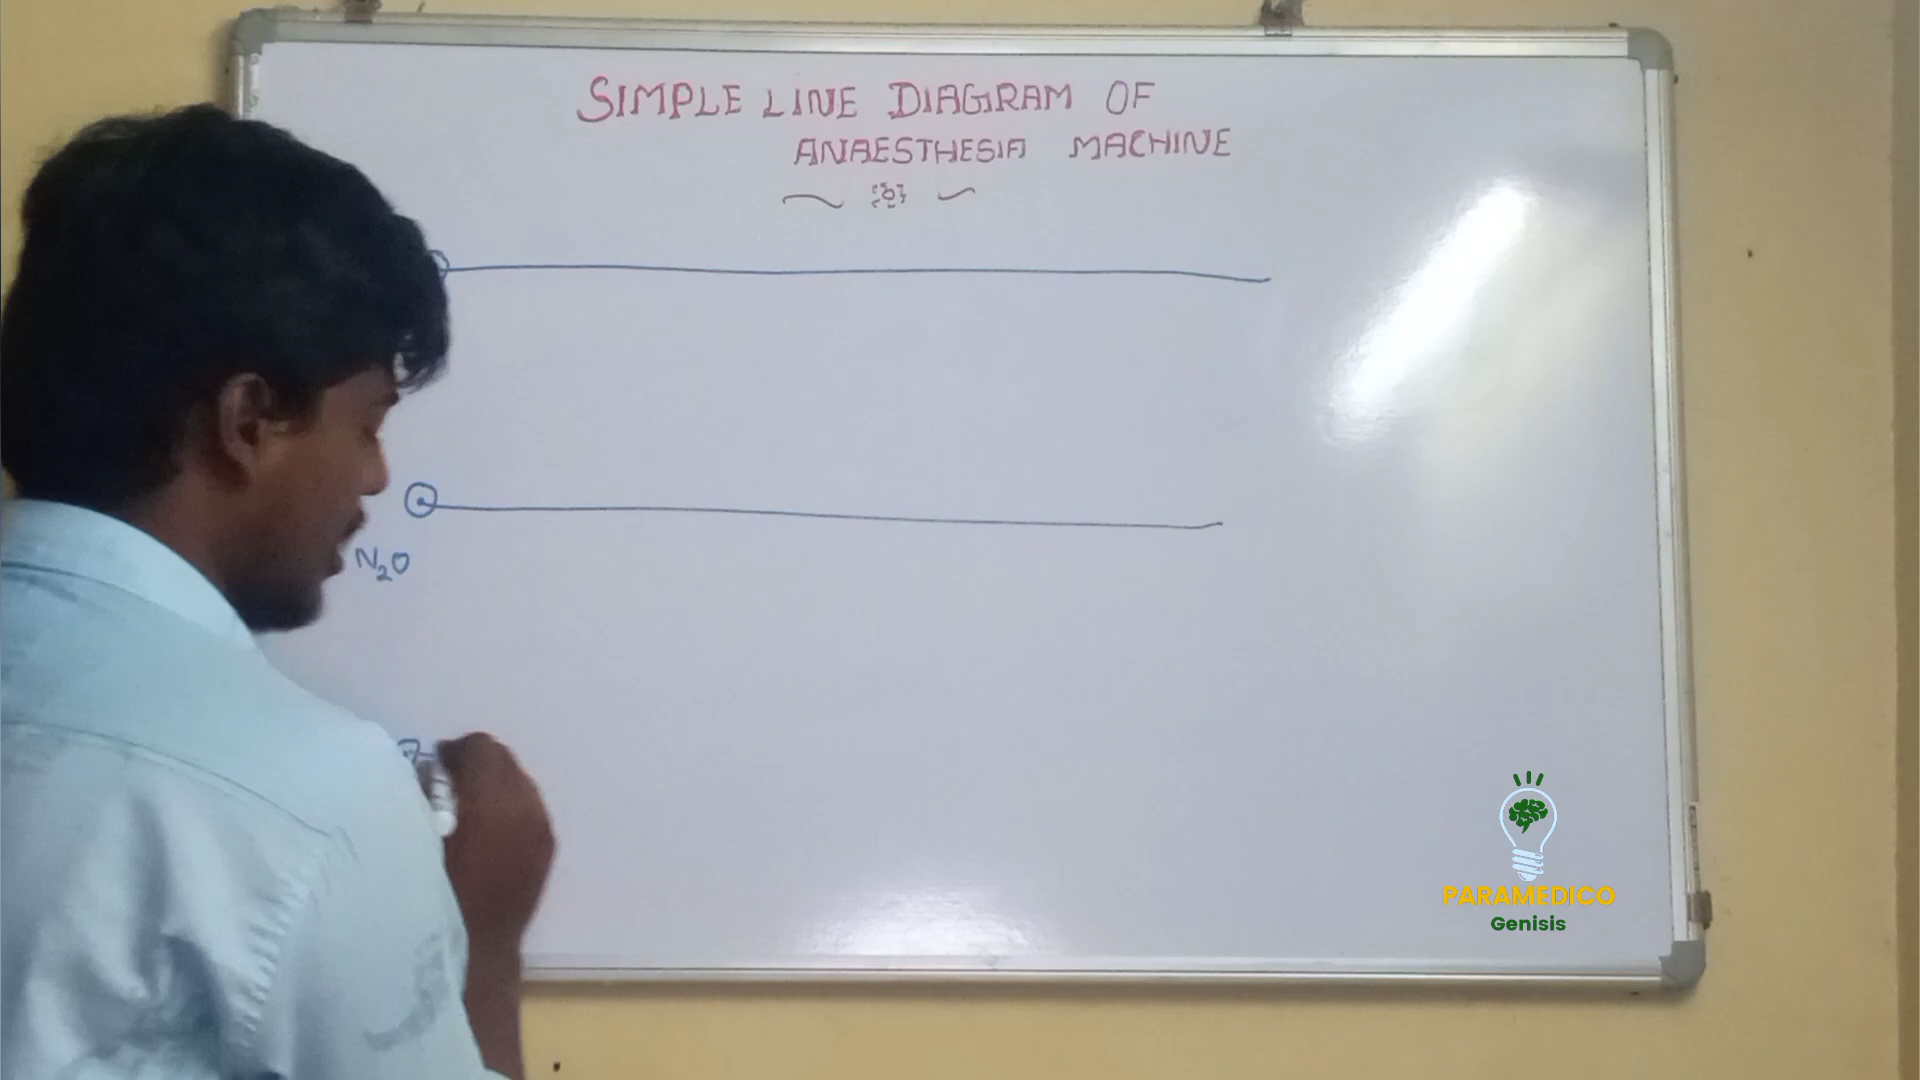 SIMPLE LINE DIAGRAM OF
ANAESTHESIA MACHINE
N₂O
PARAMEDICO
Genisis